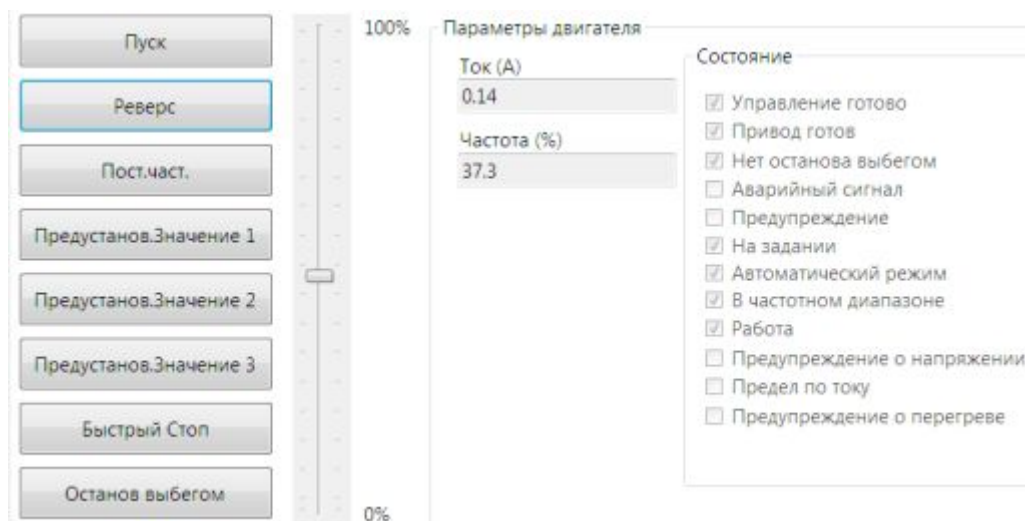 Пуск
Реверс
Пост.част.
Предустанов.Значение 1
Предустанов.Значение 2
Предустанов.Значение 3
Быстрый Стоп
Останов выбегом
100%
0%
Параметры двигателя
Ток (А)
0.14
Частота (%)
37.3
Состояние
Управление готово
Привод готов
Нет останова выбегом
Аварийный сигнал
Предупреждение
На задании
Автоматический режим
В частотном диапазоне
Работа
Предупреждение о напряжении
Предел по току
Предупреждение о перегреве